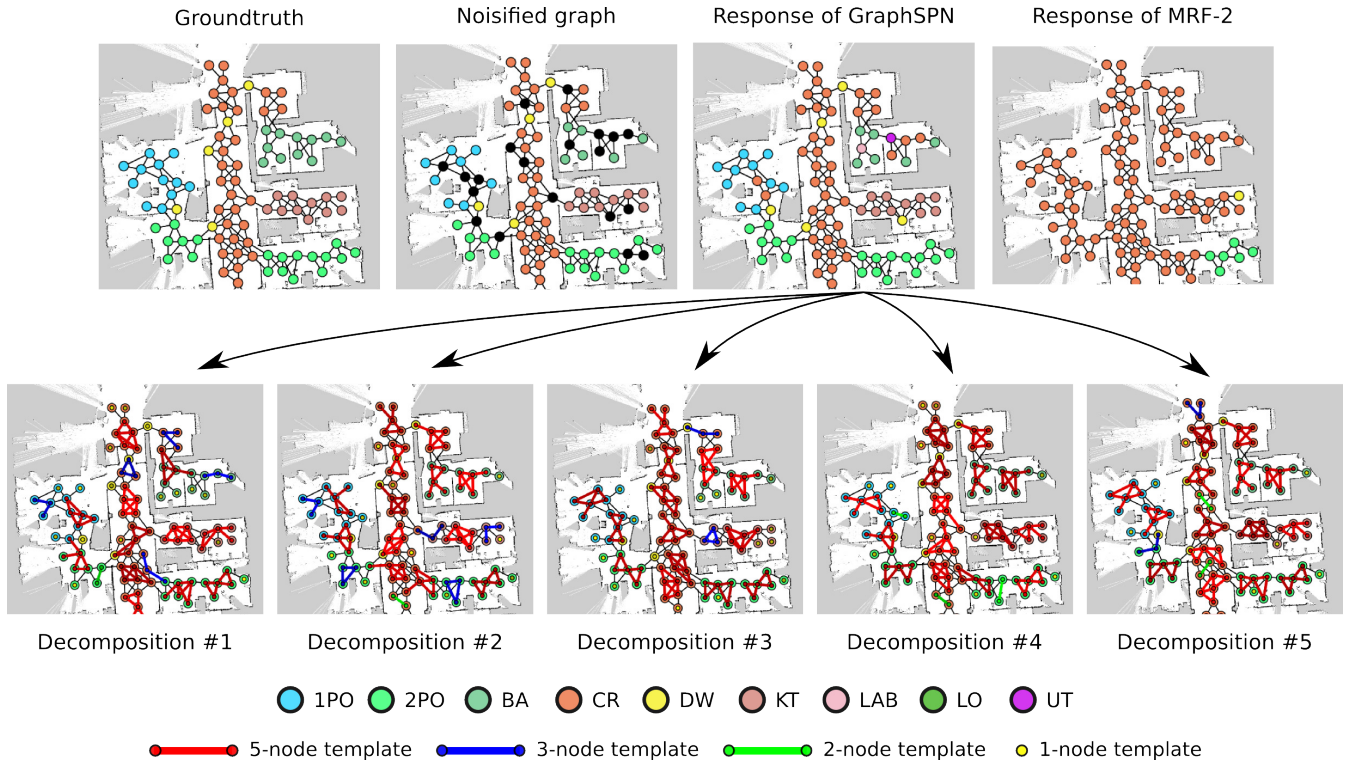 Groundtruth Noisified graph Response of GraphSPN Response of MRF-2
Decomposition #1 Decomposition #2 Decomposition #3 Decomposition #4 Decomposition #5
1PO 2PO BA CR DW KT LAB LO UT
5-node template 3-node template 2-node template 1-node template